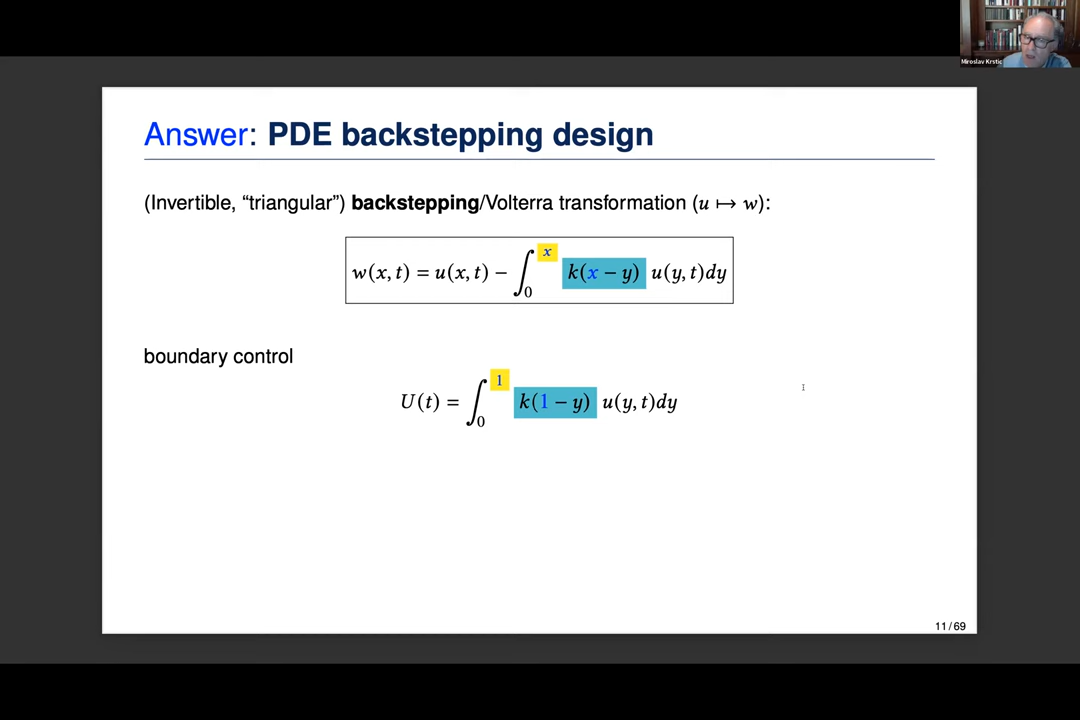 Miroslav Krstic
Answer: PDE backstepping design
(Invertible, “triangular”) backstepping/Volterra transformation (u ↦ w):
w(x, t) = u(x, t) − ∫₀ˣ k(x − y) u(y, t)dy
boundary control
U(t) = ∫₀¹ k(1 − y) u(y, t)dy
11 / 69